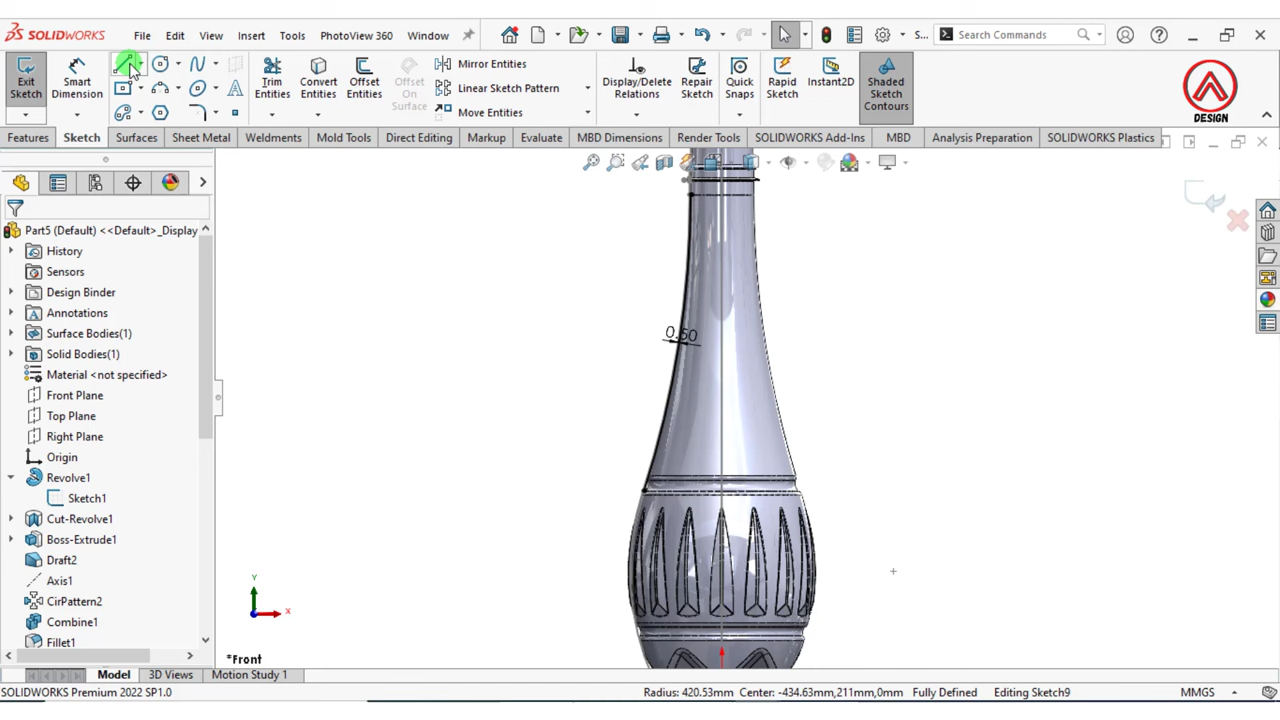 SOLIDWORKS
File Edit View Insert Tools PhotoView 360 Window
S... Search Commands
Exit Sketch
Smart Dimension
Trim Entities
Convert Entities
Offset Entities
Offset On Surface
Mirror Entities
Linear Sketch Pattern
Move Entities
Display/Delete Relations
Repair Sketch
Quick Snaps
Rapid Sketch
Instant2D
Shaded Sketch Contours
DESIGN
Features Sketch Surfaces Sheet Metal Weldments Mold Tools Direct Editing Markup Evaluate MBD Dimensions Render Tools SOLIDWORKS Add-Ins MBD Analysis Preparation SOLIDWORKS Plastics
Part5 (Default) <<Default>_Display
History
Sensors
Design Binder
Annotations
Surface Bodies(1)
Solid Bodies(1)
Material <not specified>
Front Plane
Top Plane
Right Plane
Origin
Revolve1
Sketch1
Cut-Revolve1
Boss-Extrude1
Draft2
Axis1
CirPattern2
Combine1
Fillet1
0.50
Y
X
*Front
Model 3D Views Motion Study 1
SOLIDWORKS Premium 2022 SP1.0
Radius: 420.53mm Center: -434.63mm,211mm,0mm Fully Defined Editing Sketch9 MMGS